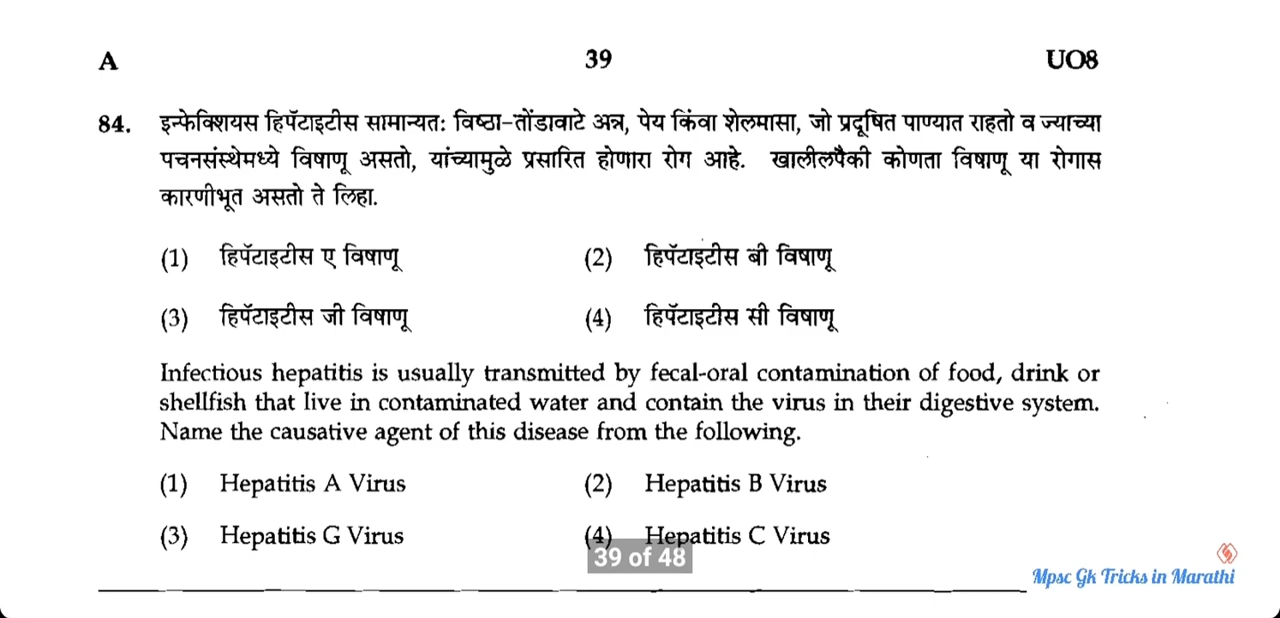 A 39 UO8
84. इन्फेक्शियस हिपॅटाइटीस सामान्यतः विष्ठा-तोंडावाटे अन्न, पेय किंवा शेलमासा, जो प्रदूषित पाण्यात राहतो व ज्याच्या
पचनसंस्थेमध्ये विषाणू असतो, यांच्यामुळे प्रसारित होणारा रोग आहे. खालीलपैकी कोणता विषाणू या रोगास
कारणीभूत असतो ते लिहा.
(1) हिपॅटाइटीस ए विषाणू (2) हिपॅटाइटीस बी विषाणू
(3) हिपॅटाइटीस जी विषाणू (4) हिपॅटाइटीस सी विषाणू
Infectious hepatitis is usually transmitted by fecal-oral contamination of food, drink or
shellfish that live in contaminated water and contain the virus in their digestive system.
Name the causative agent of this disease from the following.
(1) Hepatitis A Virus (2) Hepatitis B Virus
(3) Hepatitis G Virus (4) Hepatitis C Virus
39 of 48
Mpsc Gk Tricks in Marathi